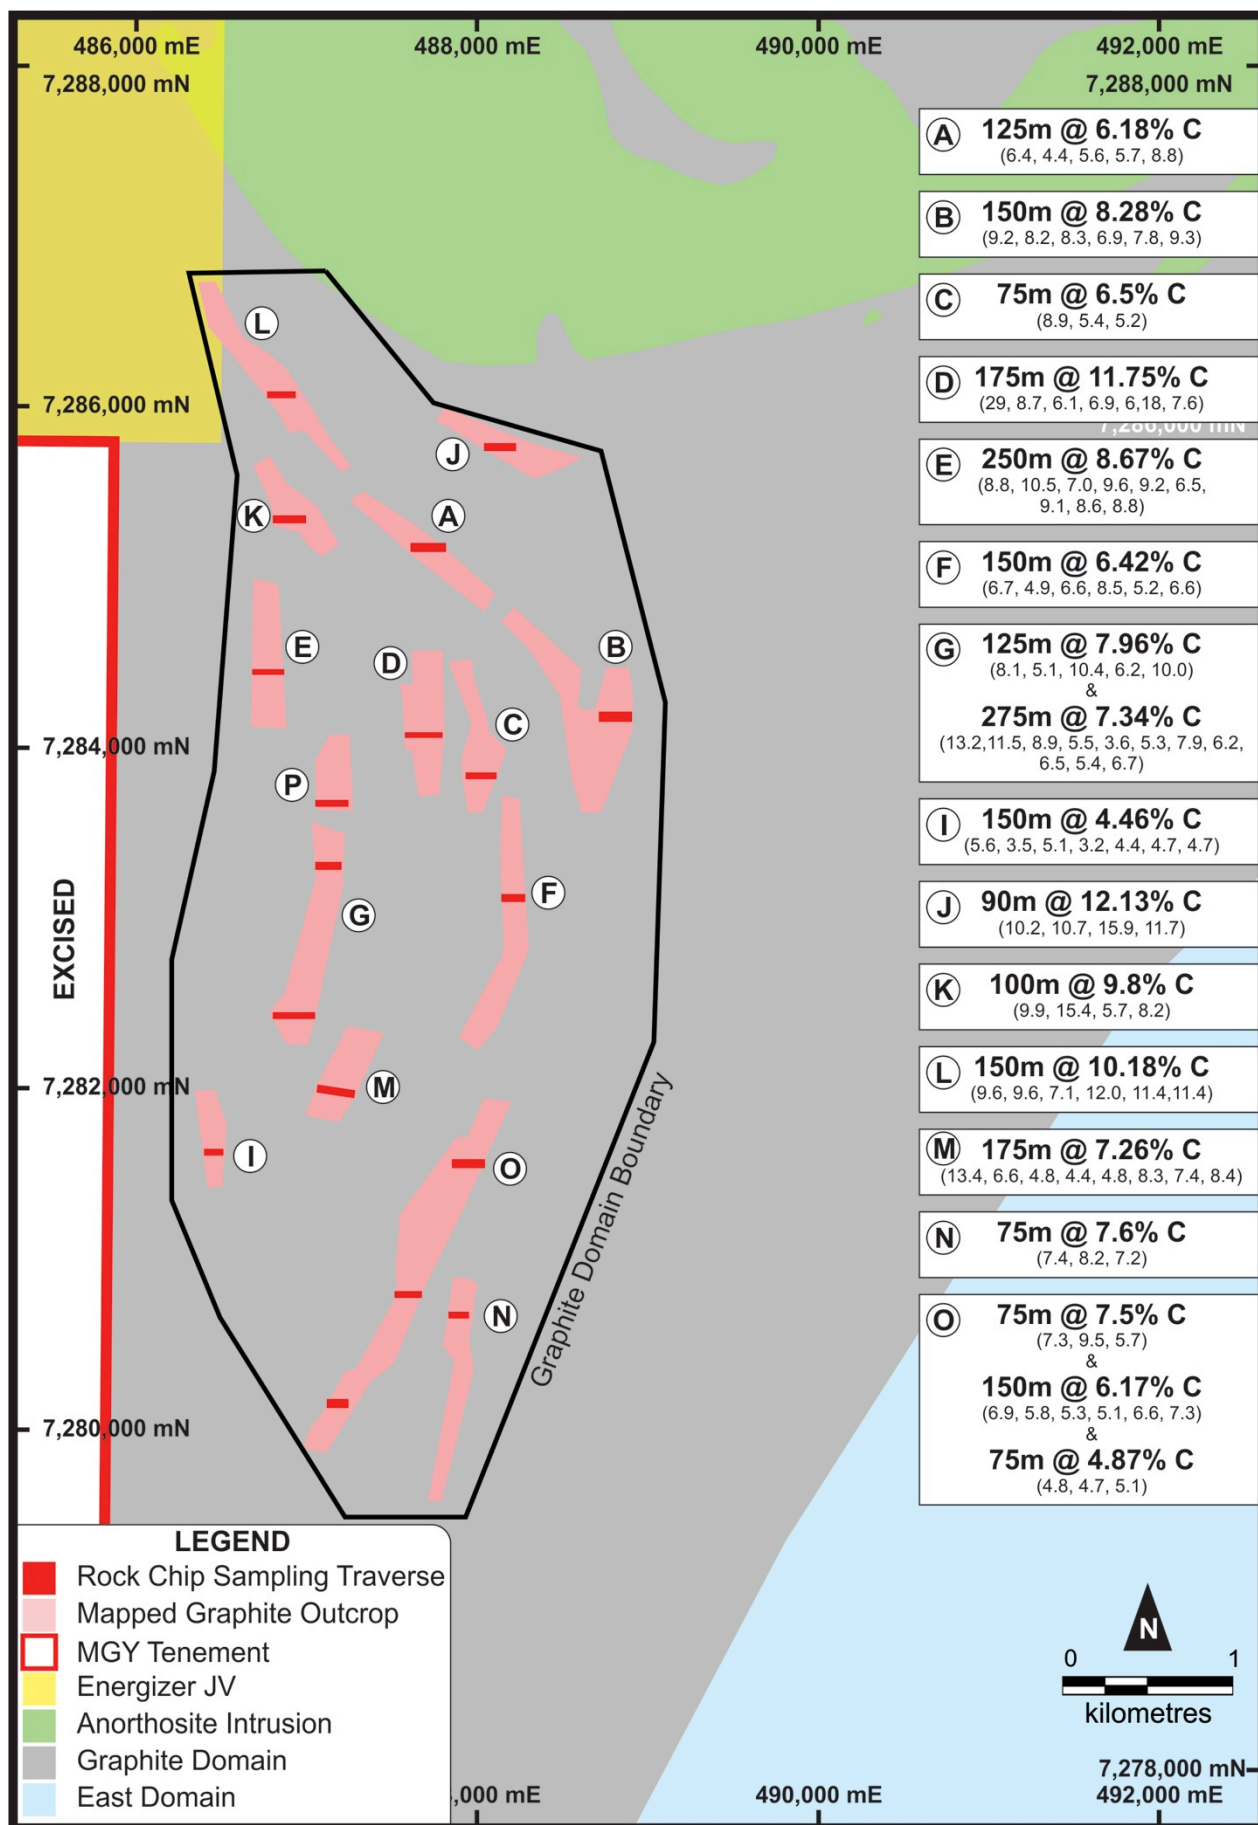 486,000 mE
488,000 mE
490,000 mE
492,000 mE
7,288,000 mN
7,288,000 mN
A
125m @ 6.18% C
(6.4, 4.4, 5.6, 5.7, 8.8)
B
150m @ 8.28% C
(9.2, 8.2, 8.3, 6.9, 7.8, 9.3)
C
75m @ 6.5% C
(8.9, 5.4, 5.2)
D
175m @ 11.75% C
(29, 8.7, 6.1, 6.9, 6,18, 7.6)
7,286,000 mN
E
250m @ 8.67% C
(8.8, 10.5, 7.0, 9.6, 9.2, 6.5,
9.1, 8.6, 8.8)
F
150m @ 6.42% C
(6.7, 4.9, 6.6, 8.5, 5.2, 6.6)
G
125m @ 7.96% C
(8.1, 5.1, 10.4, 6.2, 10.0)
&
275m @ 7.34% C
(13.2,11.5, 8.9, 5.5, 3.6, 5.3, 7.9, 6.2,
6.5, 5.4, 6.7)
I
150m @ 4.46% C
(5.6, 3.5, 5.1, 3.2, 4.4, 4.7, 4.7)
J
90m @ 12.13% C
(10.2, 10.7, 15.9, 11.7)
K
100m @ 9.8% C
(9.9, 15.4, 5.7, 8.2)
L
150m @ 10.18% C
(9.6, 9.6, 7.1, 12.0, 11.4,11.4)
M
175m @ 7.26% C
(13.4, 6.6, 4.8, 4.4, 4.8, 8.3, 7.4, 8.4)
N
75m @ 7.6% C
(7.4, 8.2, 7.2)
O
75m @ 7.5% C
(7.3, 9.5, 5.7)
&
150m @ 6.17% C
(6.9, 5.8, 5.3, 5.1, 6.6, 7.3)
&
75m @ 4.87% C
(4.8, 4.7, 5.1)
L
7,286,000 mN
J
K
A
E
D
B
C
7,284,000 mN
P
F
G
EXCISED
7,282,000 mN
M
I
O
Graphite Domain Boundary
N
7,280,000 mN
LEGEND
Rock Chip Sampling Traverse
Mapped Graphite Outcrop
MGY Tenement
Energizer JV
Anorthosite Intrusion
Graphite Domain
East Domain
N
0 1
kilometres
7,278,000 mN
,000 mE
490,000 mE
492,000 mE